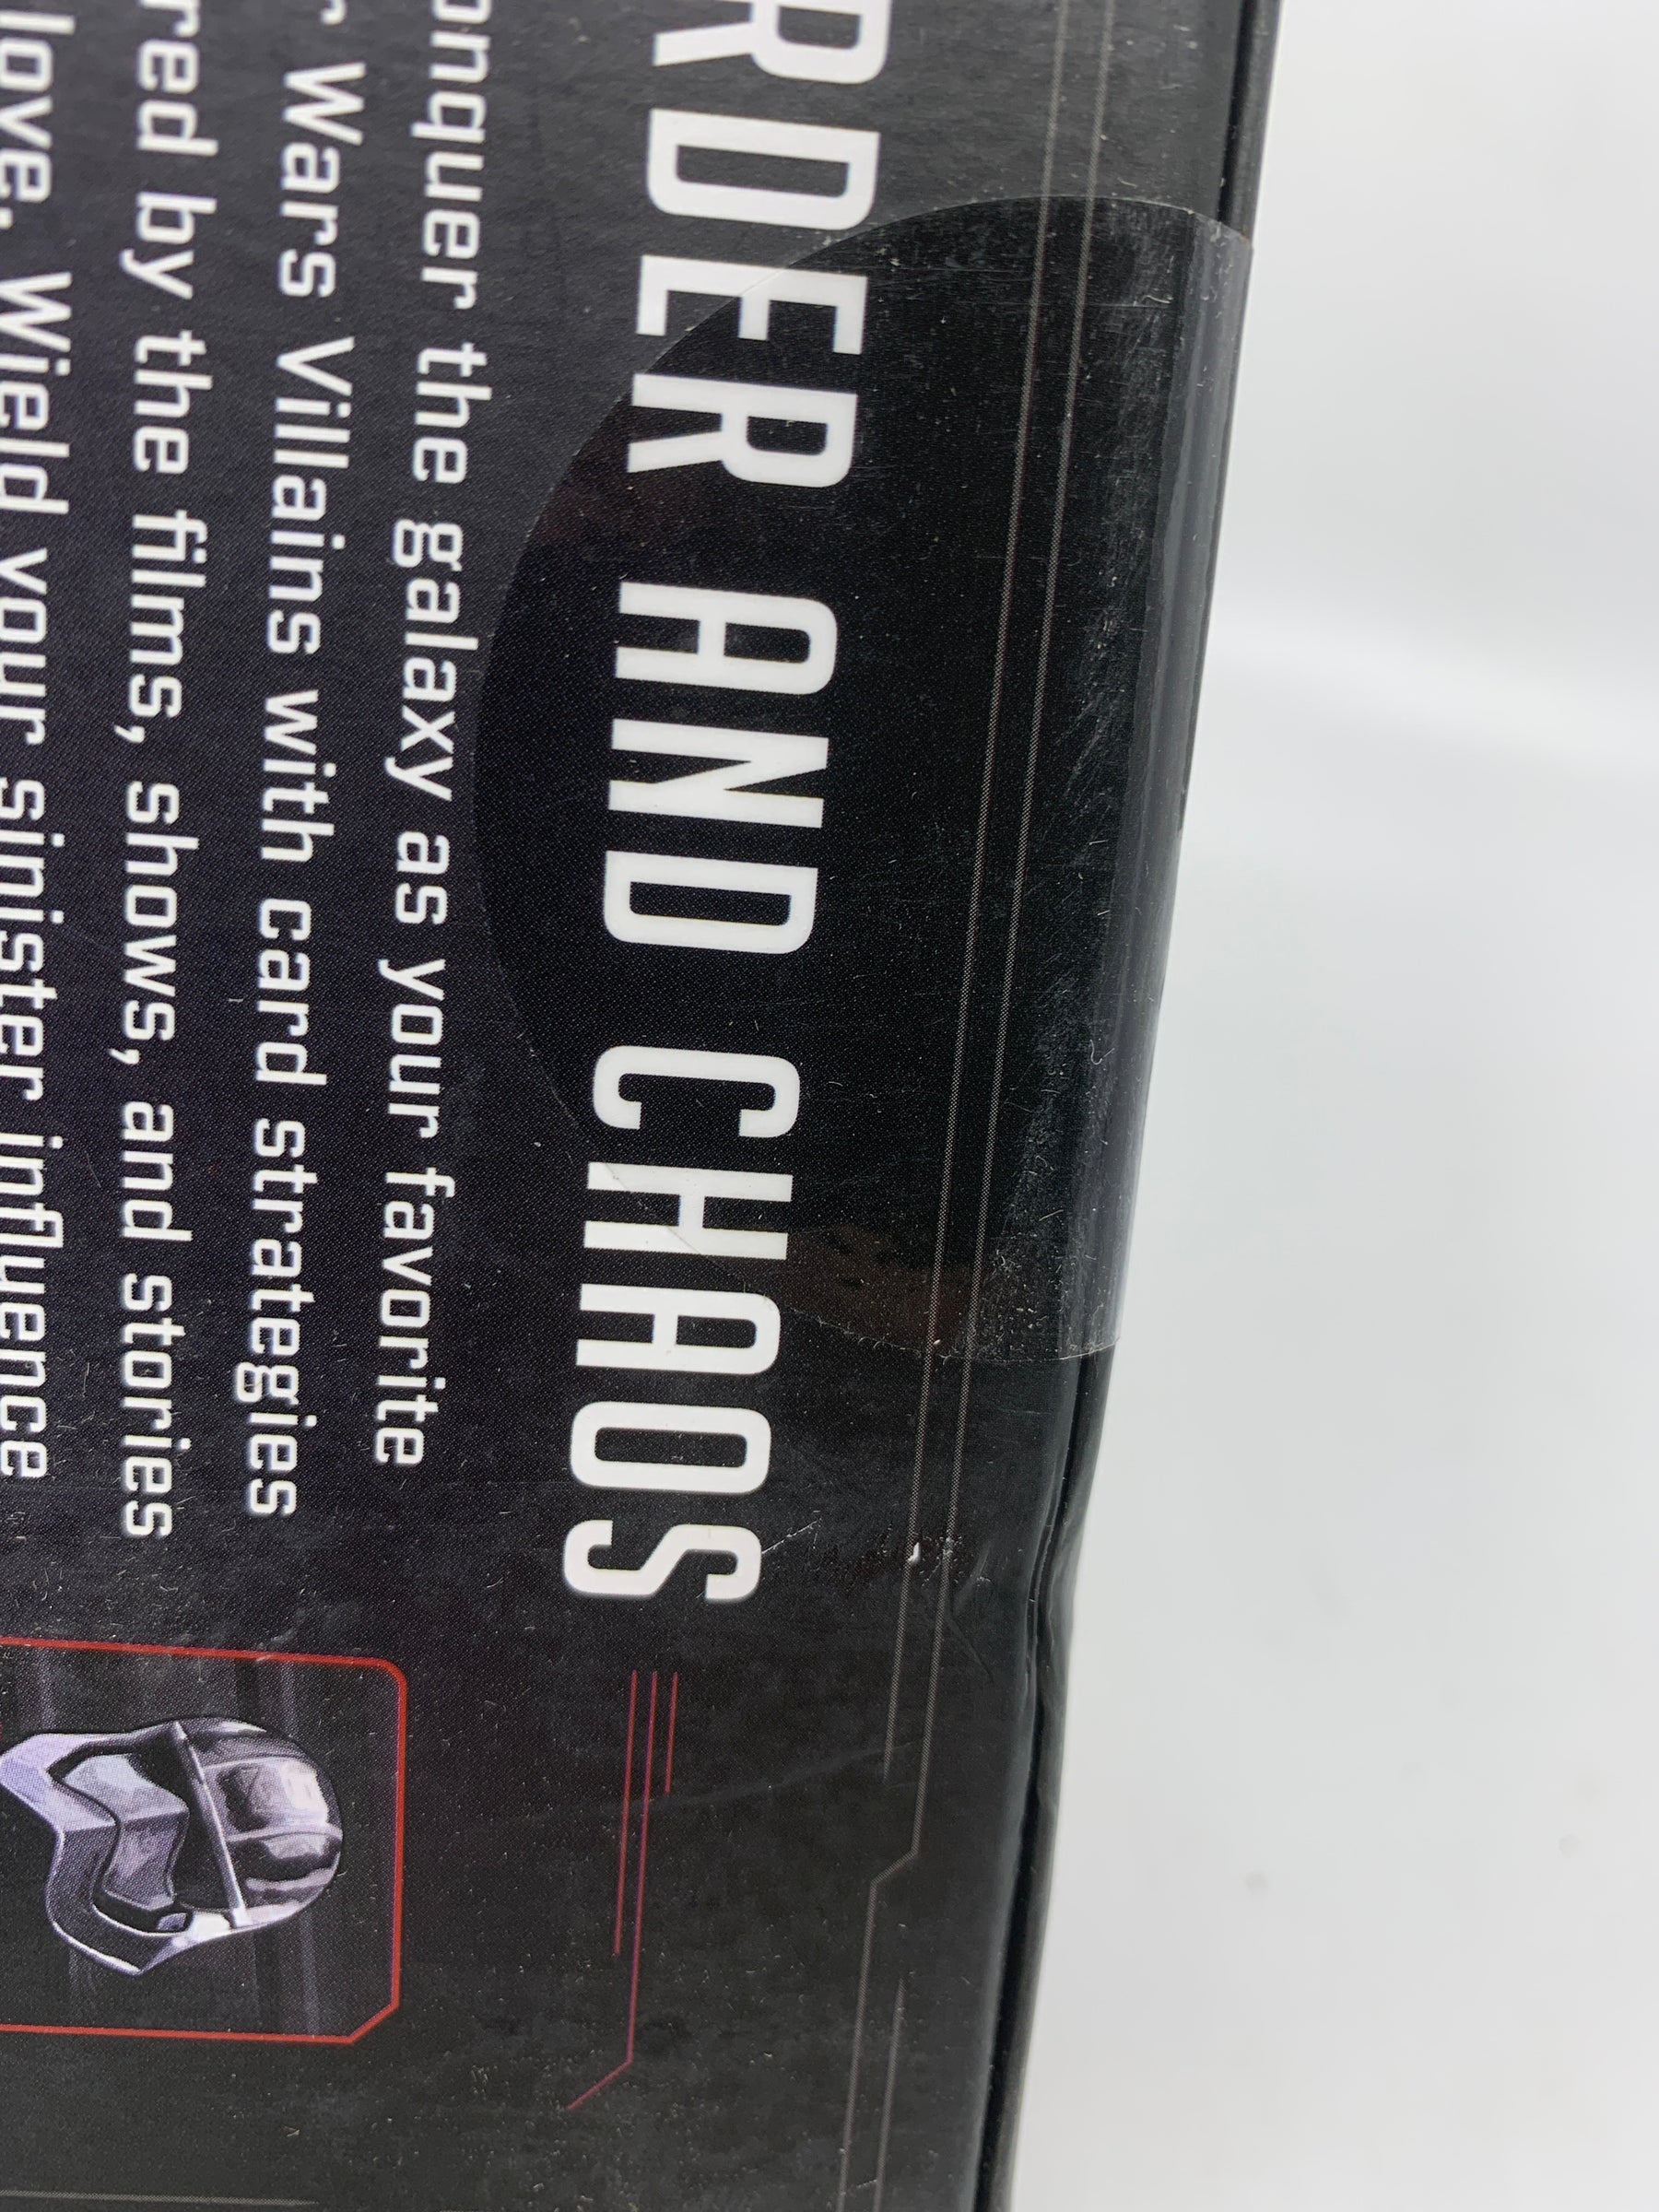 RDER AND CHAOS
onquer the galaxy as your favorite
r Wars Villains with card strategies
red by the films, shows, and stories
love. Wield your sinister influence